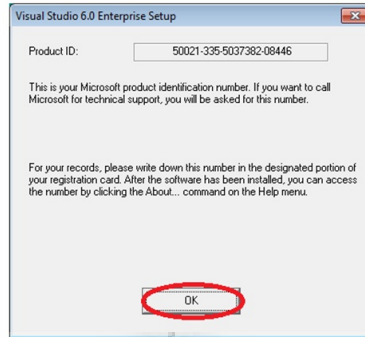 Visual Studio 6.0 Enterprise Setup
Product ID: 50021-335-5037382-08446
This is your Microsoft product identification number. If you want to call
Microsoft for technical support, you will be asked for this number.
For your records, please write down this number in the designated portion of
your registration card. After the software has been installed, you can access
the number by clicking the About... command on the Help menu.
OK